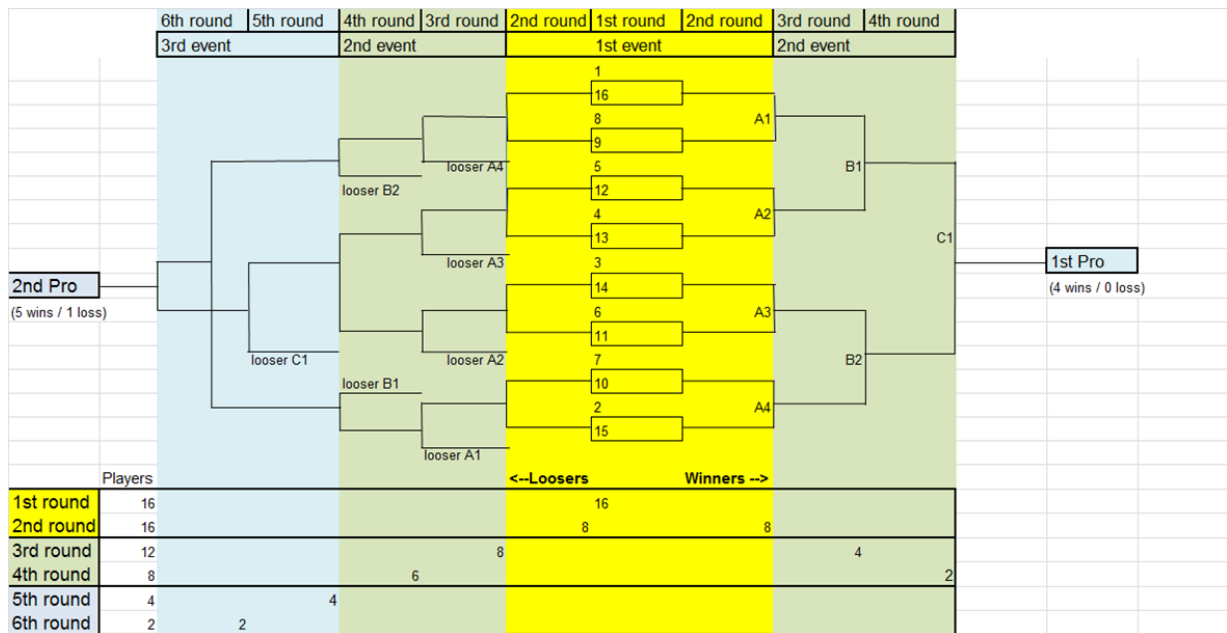 6th round 5th round 4th round 3rd round 2nd round 1st round 2nd round 3rd round 4th round
3rd event 2nd event 1st event 2nd event
1
16
8 A1
9
looser A4 5 B1
looser B2 12
4 A2
13 C1
looser A3 3 1st Pro
2nd Pro 14 (4 wins / 0 loss)
(5 wins / 1 loss) 6 A3
11
looser C1 looser A2 7 B2
looser B1 10
2 A4
15
looser A1
Players <--Loosers Winners -->
1st round 16 16
2nd round 16 8 8
3rd round 12 8 4
4th round 8 6 2
5th round 4 4
6th round 2 2